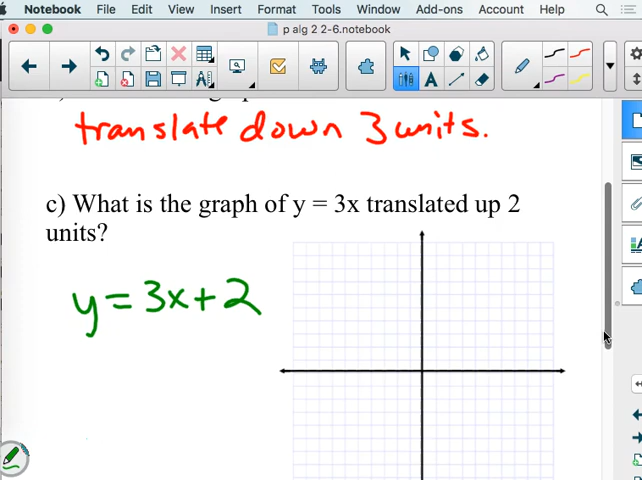 Notebook File Edit View Insert Format Tools Window Add-ons Account Help
p alg 2 2-6.notebook
translate down 3 units.
c) What is the graph of y = 3x translated up 2
units?
y = 3x + 2